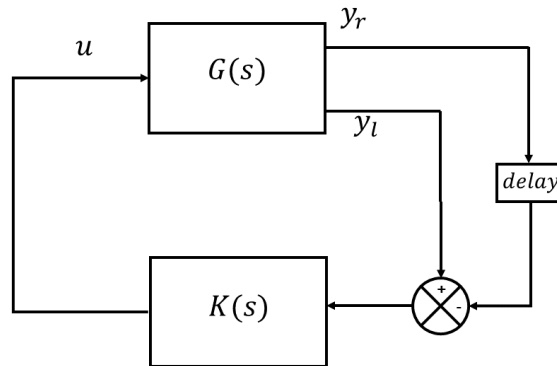 y_r
u
G(s)
y_l
delay
+
-
K(s)